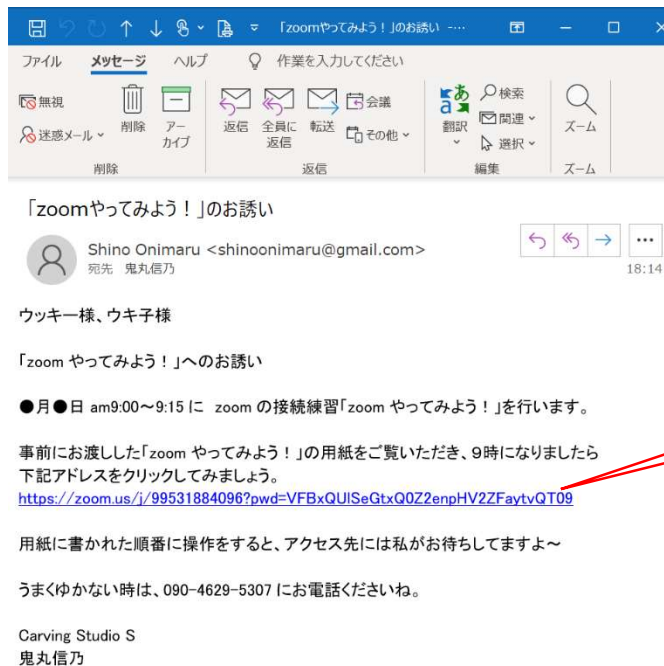 「zoomやってみよう！」のお誘い -…
ファイル メッセージ ヘルプ 作業を入力してください
無視
迷惑メール
削除
アーカイブ
返信
全員に返信
転送
会議
その他
翻訳
検索
関連
選択
ズーム
削除 返信 編集 ズーム
「zoomやってみよう！」のお誘い
Shino Onimaru <shinoonimaru@gmail.com>
宛先 鬼丸信乃
18:14
ウッキー様、ウキ子様
「zoom やってみよう！」へのお誘い
●月●日 am9:00～9:15 に zoom の接続練習「zoom やってみよう！」を行います。
事前にお渡しした「zoom やってみよう！」の用紙をご覧いただき、９時になりましたら
下記アドレスをクリックしてみましょう。
https://zoom.us/j/99531884096?pwd=VFBxQUlSeGtxQ0Z2enpHV2ZFaytvQT09
用紙に書かれた順番に操作をすると、アクセス先には私がお待ちしてますよ～
うまくゆかない時は、090-4629-5307 にお電話くださいね。
Carving Studio S
鬼丸信乃